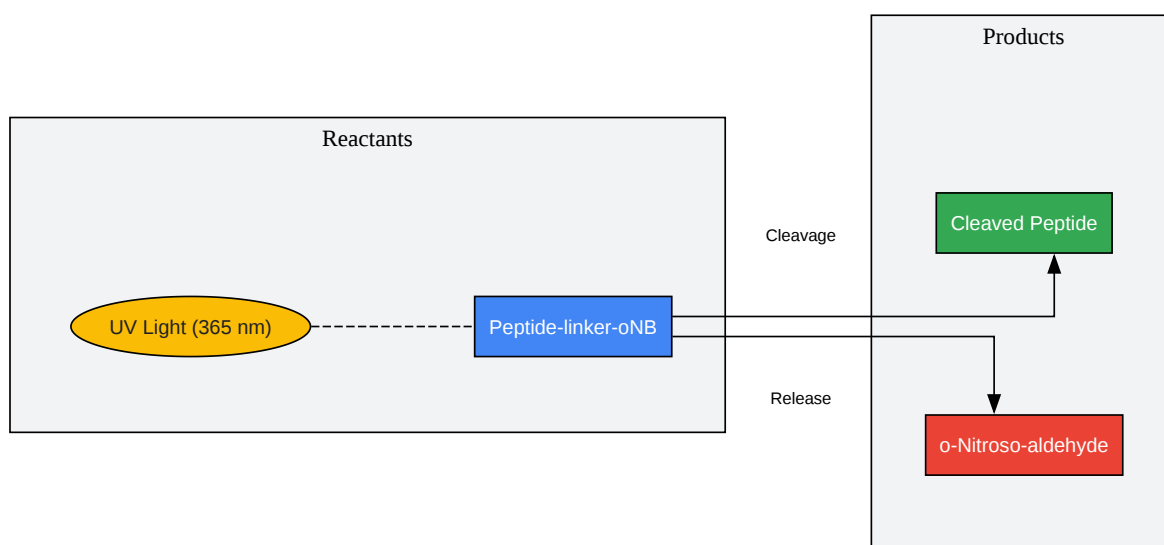 Products
Reactants
Cleaved Peptide
Cleavage
UV Light (365 nm)
Peptide-linker-oNB
Release
o-Nitroso-aldehyde